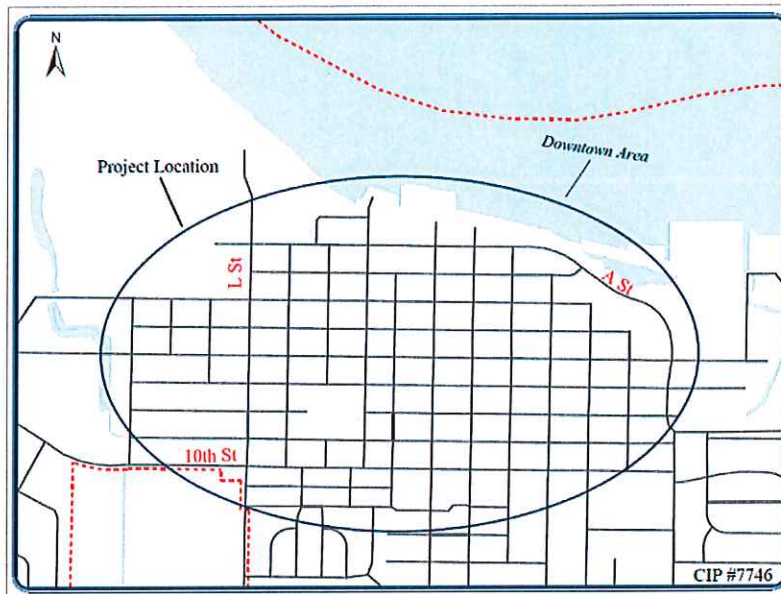 N
Downtown Area
Project Location
L St
A St
10th St
CIP #7746